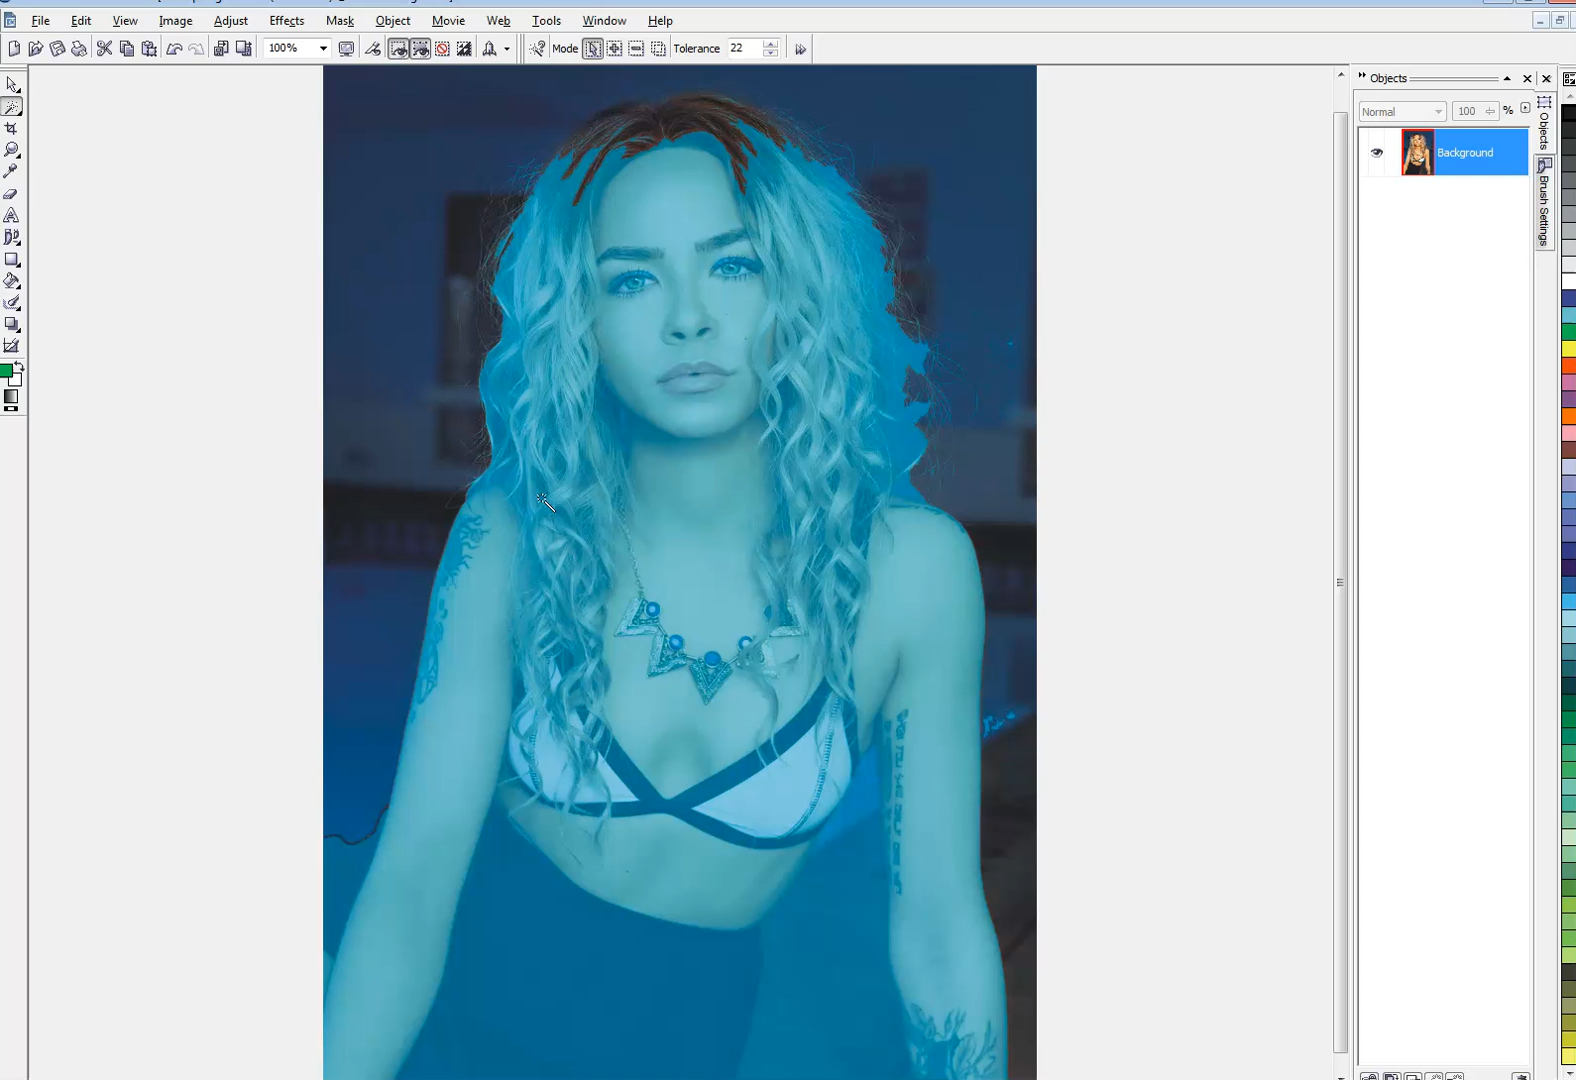 File Edit View Image Adjust Effects Mask Object Movie Web Tools Window Help
100% Mode Tolerance 22
Objects
Normal 100 %
Background
Objects
Brush Settings